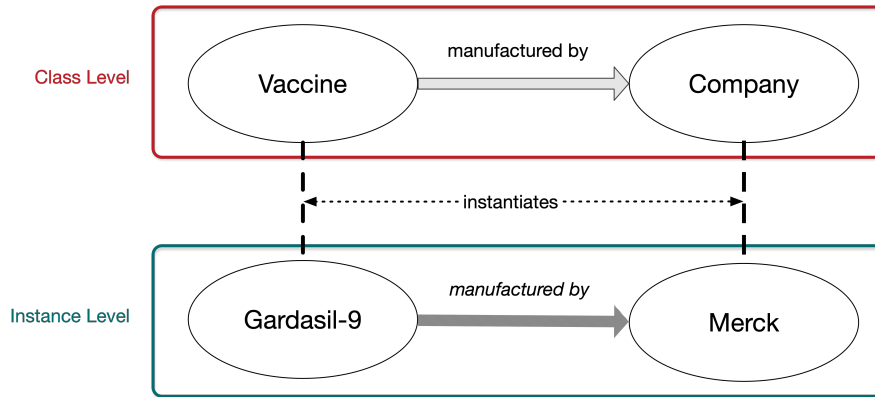 manufactured by
Class Level
Vaccine
Company
instantiates
manufactured by
Instance Level
Gardasil-9
Merck